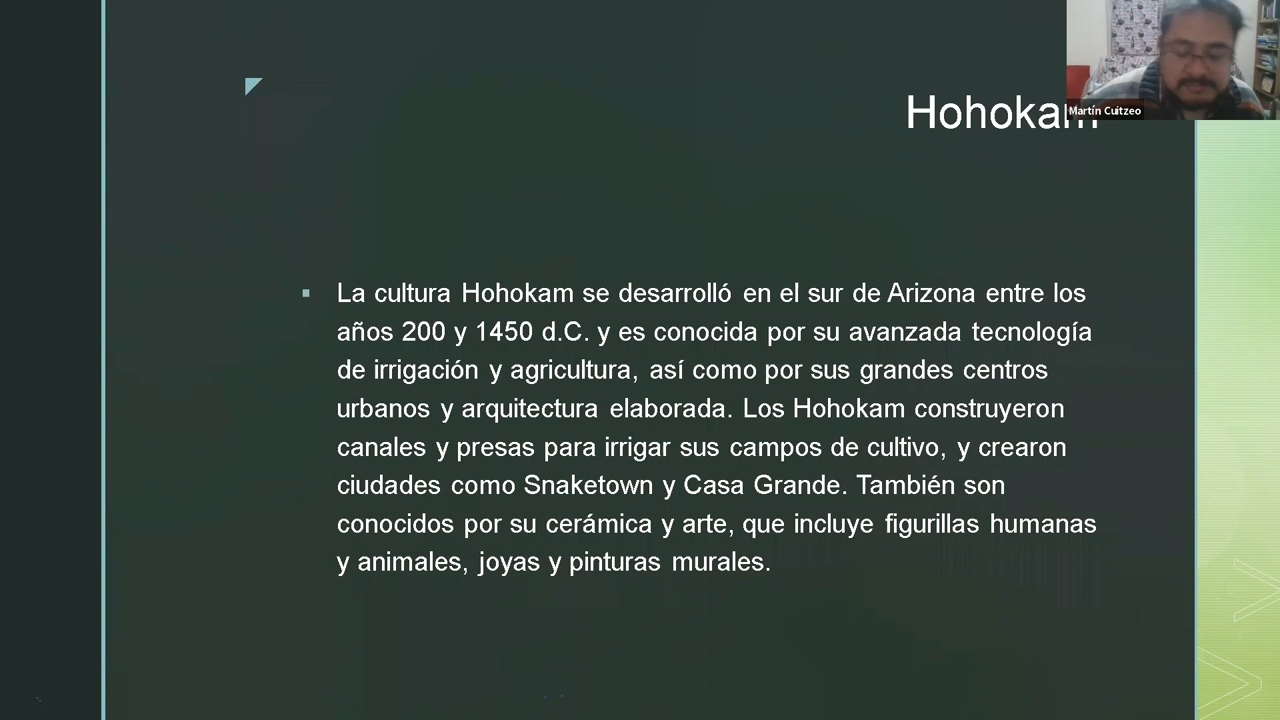 Hohokam
Martín Cuitzeo
La cultura Hohokam se desarrolló en el sur de Arizona entre los
años 200 y 1450 d.C. y es conocida por su avanzada tecnología
de irrigación y agricultura, así como por sus grandes centros
urbanos y arquitectura elaborada. Los Hohokam construyeron
canales y presas para irrigar sus campos de cultivo, y crearon
ciudades como Snaketown y Casa Grande. También son
conocidos por su cerámica y arte, que incluye figurillas humanas
y animales, joyas y pinturas murales.